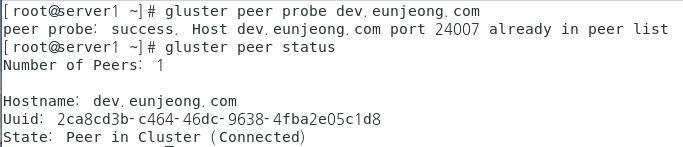 [root@server1 ~]# gluster peer probe dev.eunjeong.com
peer probe: success. Host dev.eunjeong.com port 24007 already in peer list
[root@server1 ~]# gluster peer status
Number of Peers: 1

Hostname: dev.eunjeong.com
Uuid: 2ca8cd3b-c464-46dc-9638-4fba2e05c1d8
State: Peer in Cluster (Connected)